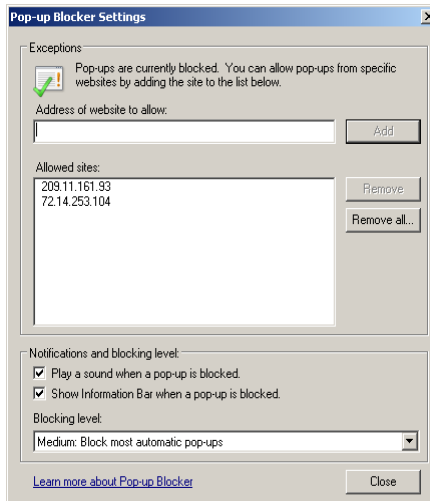 Pop-up Blocker Settings
Exceptions
Pop-ups are currently blocked. You can allow pop-ups from specific
websites by adding the site to the list below.
Address of website to allow:
Add
Allowed sites:
209.11.161.93
72.14.253.104
Remove
Remove all...
Notifications and blocking level:
Play a sound when a pop-up is blocked.
Show Information Bar when a pop-up is blocked.
Blocking level:
Medium: Block most automatic pop-ups
Learn more about Pop-up Blocker
Close